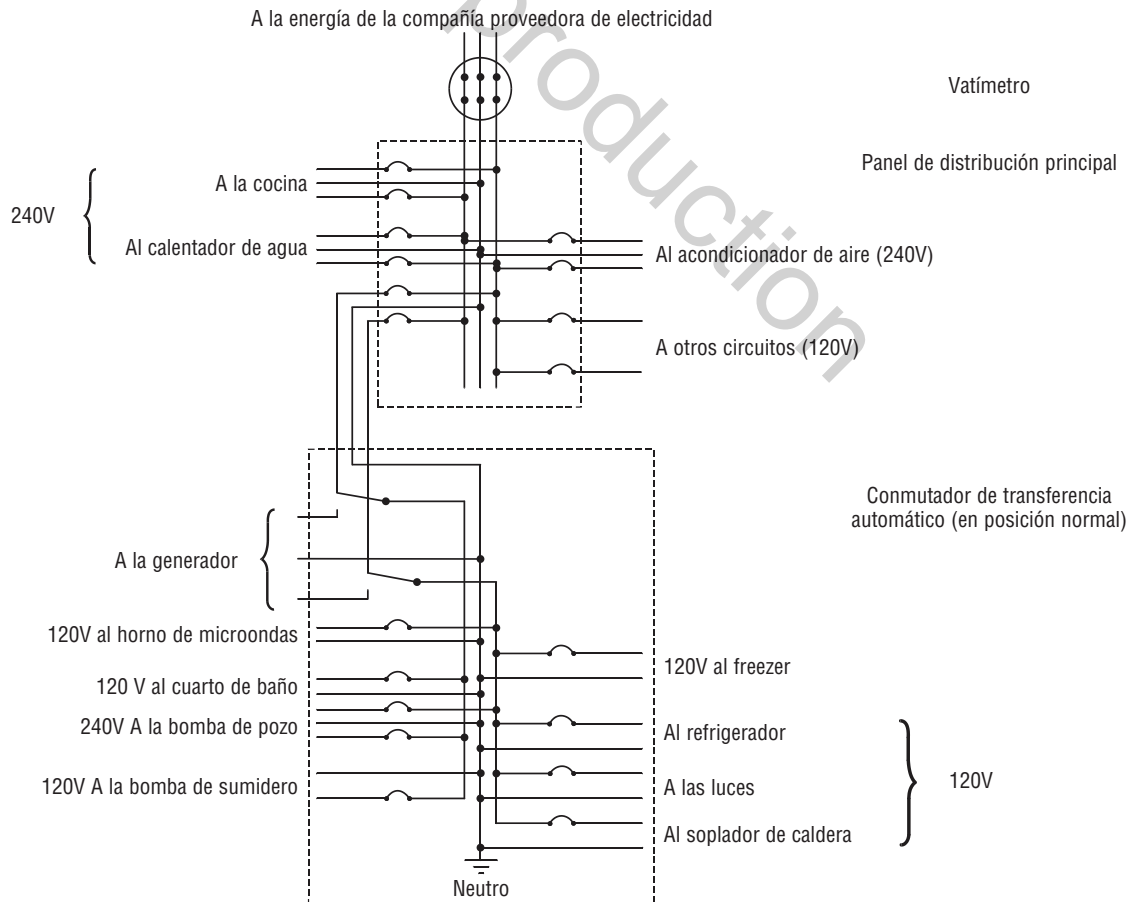 A la energía de la compañía proveedora de electricidad
production
Vatímetro
Panel de distribución principal
A la cocina
240V
Al calentador de agua
Al acondicionador de aire (240V)
A otros circuitos (120V)
Conmutador de transferencia
automático (en posición normal)
A la generador
120V al horno de microondas
120V al freezer
120 V al cuarto de baño
240V A la bomba de pozo
Al refrigerador
120V A la bomba de sumidero
A las luces
120V
Al soplador de caldera
Neutro